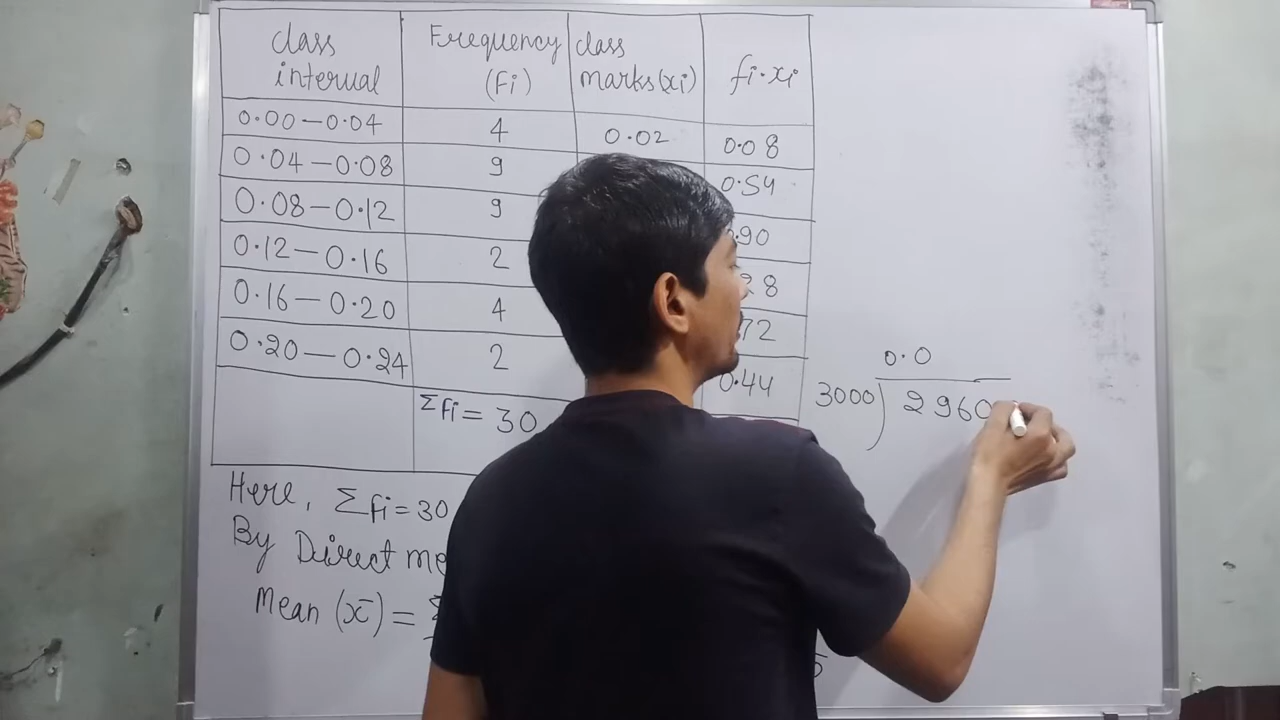 class interval Frequency (Fi) class marks(xi) fi.xi
0.00-0.04 4 0.02 0.08
0.04-0.08 9 0.54
0.08-0.12 9 .90
0.12-0.16 2 28
0.16-0.20 4 72
0.20-0.24 2 0.44
Σfi= 30
Here, Σfi=30
By Direct me
Mean (x̄) =
0.0
3000) 2960